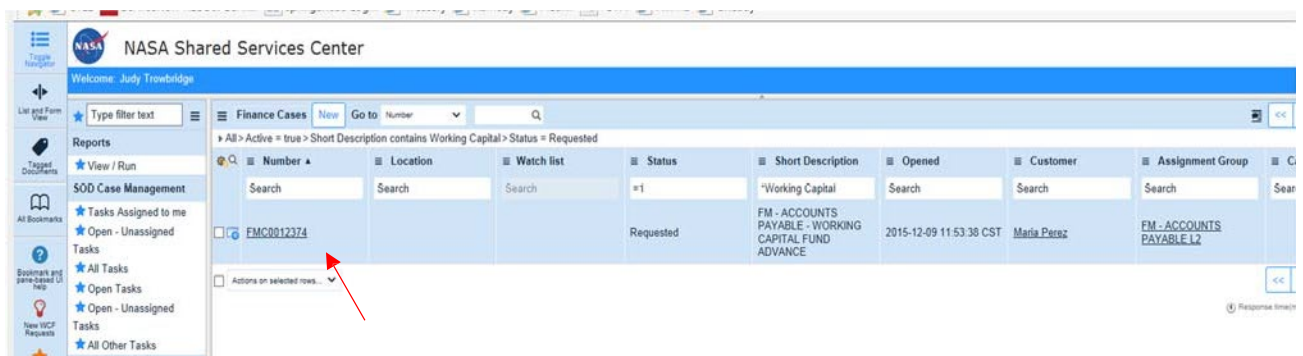 NASA
NASA Shared Services Center
Welcome: Judy Trowbridge
Toggle
Navigator
List and Form
View
Tagged
Documents
All Bookmarks
Bookmark and
pane-based UI
help
New WCF
Requests
Type filter text
Reports
View / Run
SOD Case Management
Tasks Assigned to me
Open - Unassigned
Tasks
All Tasks
Open Tasks
Open - Unassigned
Tasks
All Other Tasks
Finance Cases New Go to Number
All > Active = true > Short Description contains Working Capital > Status = Requested
Number Location Watch list Status Short Description Opened Customer Assignment Group
Search Search Search =1 *Working Capital Search Search Search
FMC0012374 Requested FM - ACCOUNTS PAYABLE - WORKING CAPITAL FUND ADVANCE 2015-12-09 11:53:38 CST Maria Perez FM - ACCOUNTS PAYABLE L2
Actions on selected rows...
<<